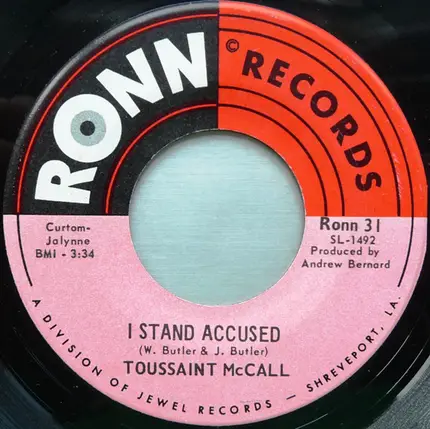 RONN
© RECORDS
Curtom-
Jalynne
BMI - 3:34
Ronn 31
SL-1492
Produced by
Andrew Bernard
I STAND ACCUSED
(W. Butler & J. Butler)
TOUSSAINT McCALL
A DIVISION OF JEWEL RECORDS – SHREVEPORT, LA.